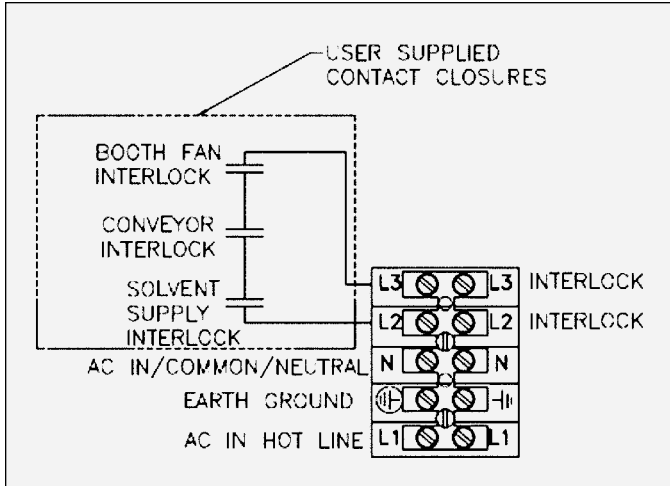 USER SUPPLIED
CONTACT CLOSURES
BOOTH FAN
INTERLOCK
CONVEYOR
INTERLOCK
SOLVENT
SUPPLY
INTERLOCK
L3 L3 INTERLOCK
L2 L2 INTERLOCK
AC IN/COMMON/NEUTRAL N N
EARTH GROUND
AC IN HOT LINE L1 L1